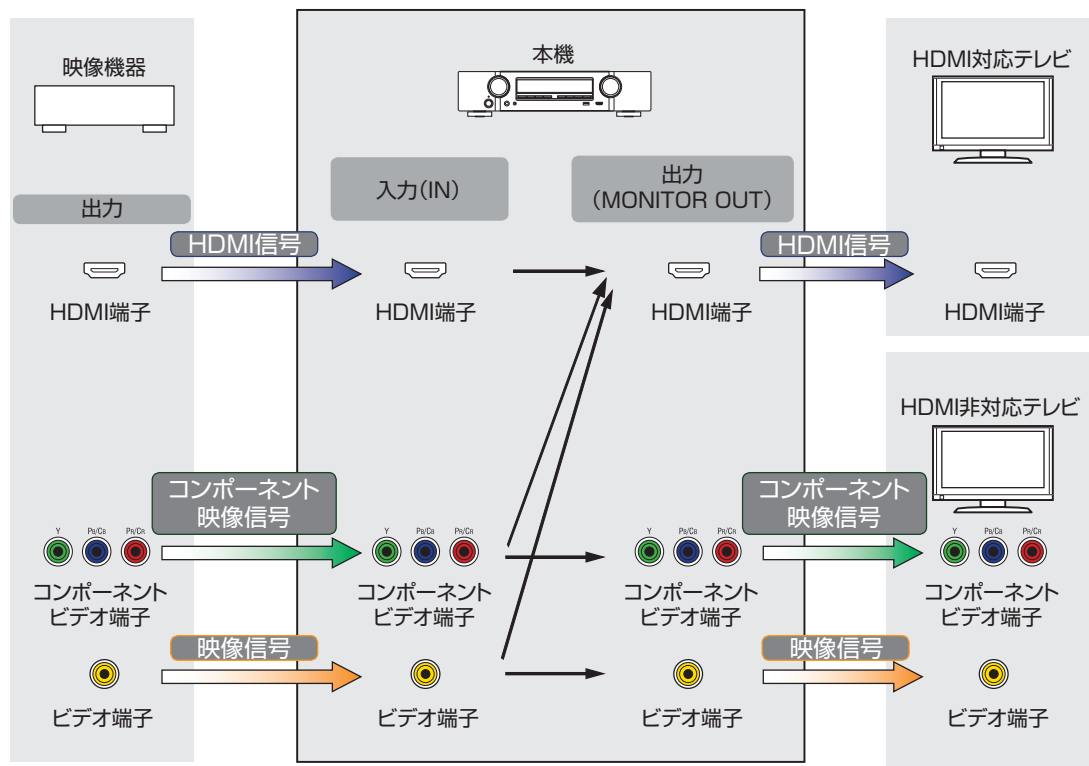 映像機器
本機
HDMI対応テレビ
入力(IN)
出力
(MONITOR OUT)
出力
HDMI信号
HDMI信号
HDMI端子
HDMI端子
HDMI端子
HDMI端子
HDMI非対応テレビ
コンポーネント
映像信号
コンポーネント
映像信号
Y PB/CB PR/CR
Y PB/CB PR/CR
Y PB/CB PR/CR
Y PB/CB PR/CR
コンポーネント
ビデオ端子
コンポーネント
ビデオ端子
コンポーネント
ビデオ端子
コンポーネント
ビデオ端子
映像信号
映像信号
ビデオ端子
ビデオ端子
ビデオ端子
ビデオ端子